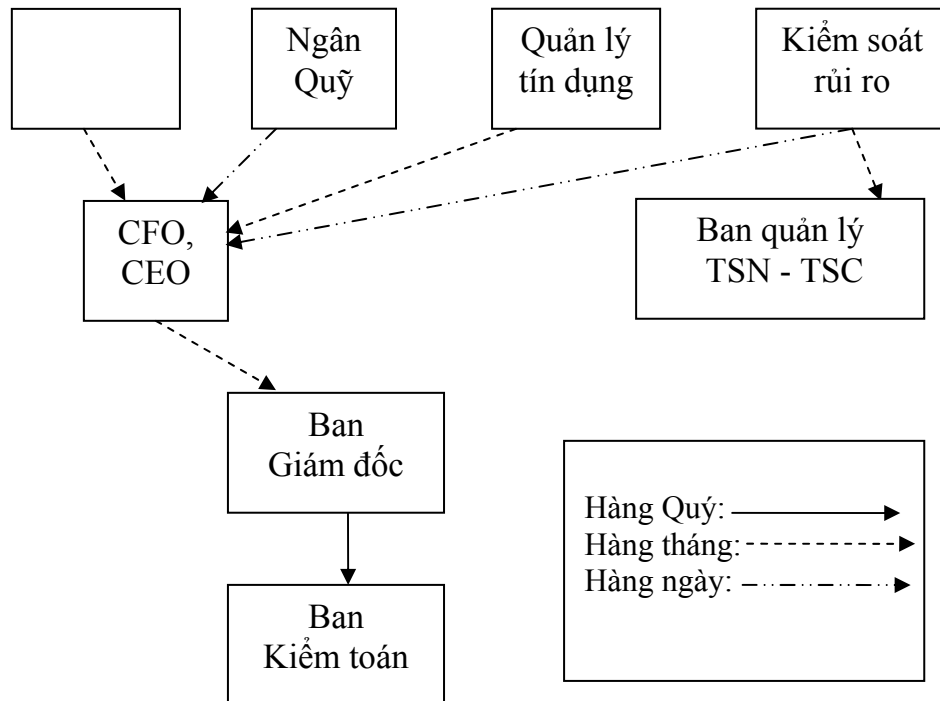 Ngân
Quỹ
Quản lý
tín dụng
Kiểm soát
rủi ro
CFO,
CEO
Ban quản lý
TSN - TSC
Ban
Giám đốc
Hàng Quý:
Hàng tháng:
Hàng ngày:
Ban
Kiểm toán